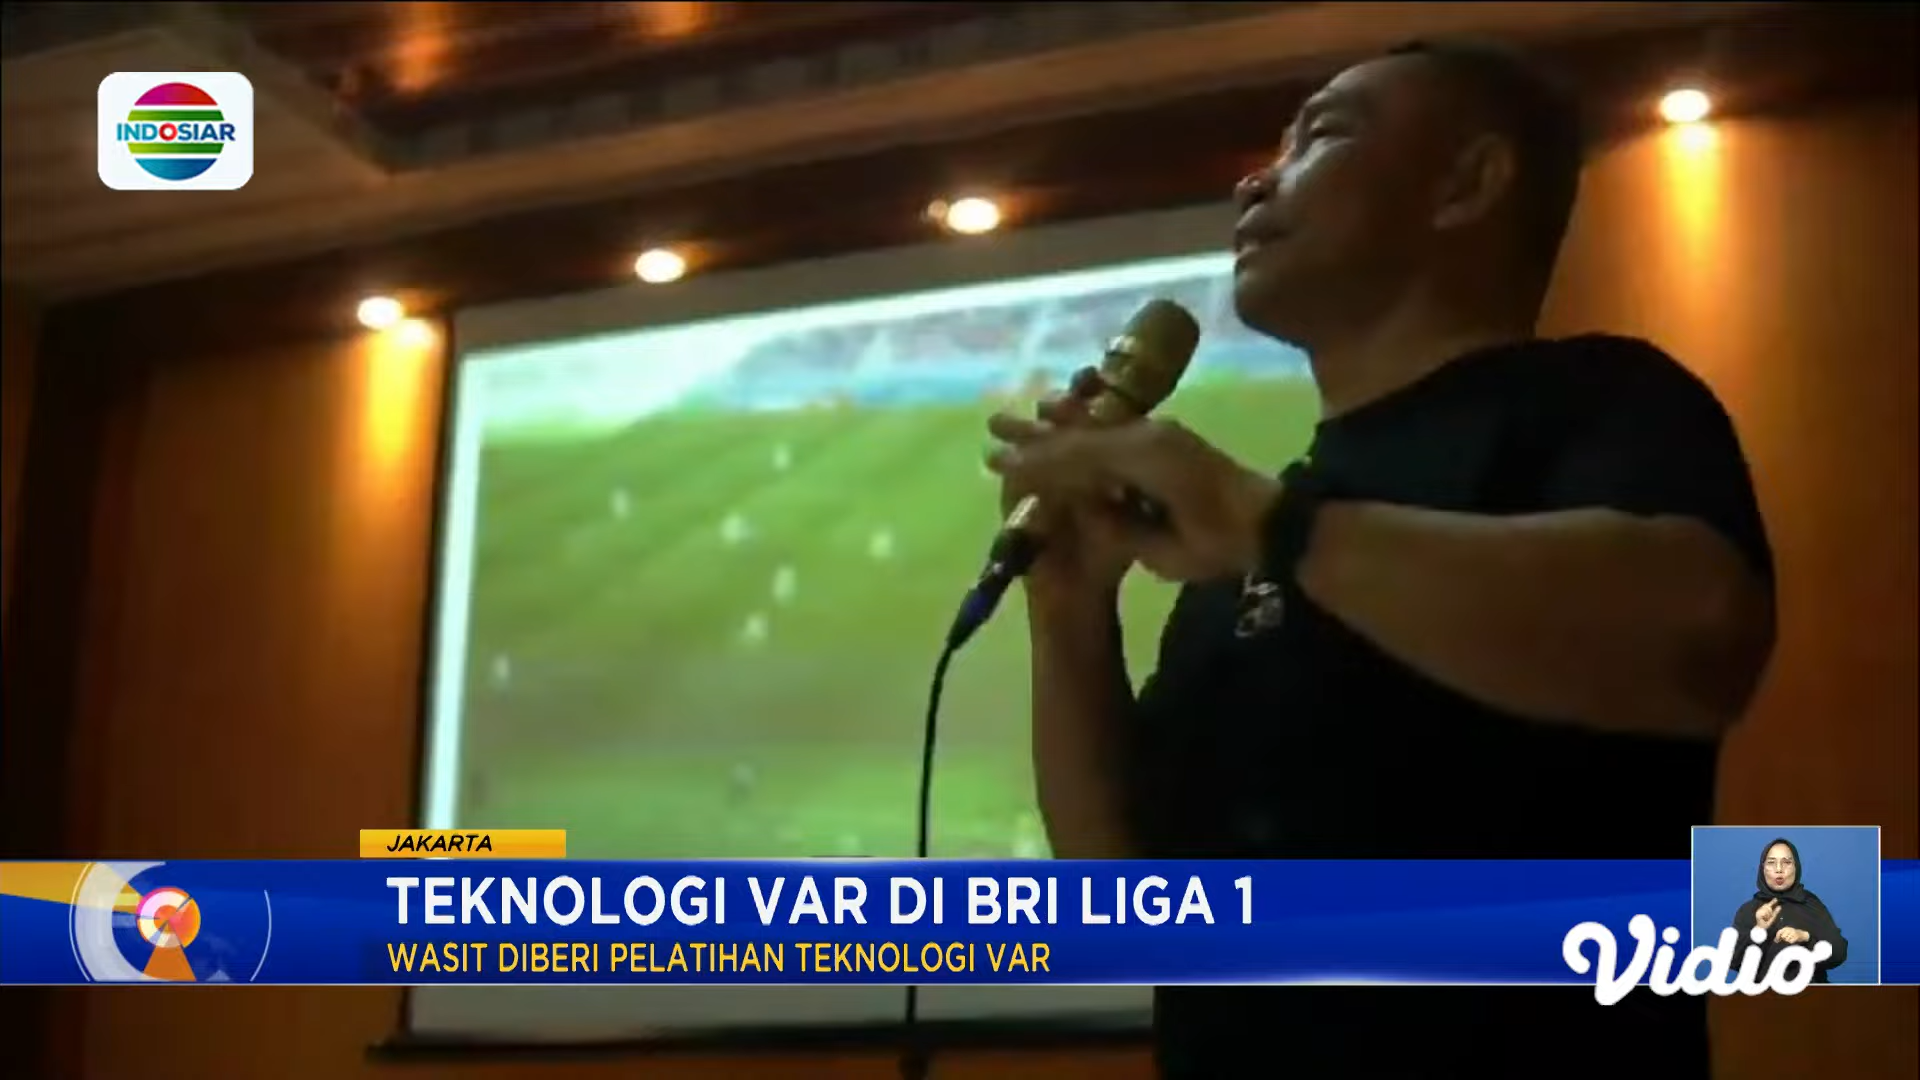 INDOSIAR
JAKARTA
TEKNOLOGI VAR DI BRI LIGA 1
WASIT DIBERI PELATIHAN TEKNOLOGI VAR
Vidio